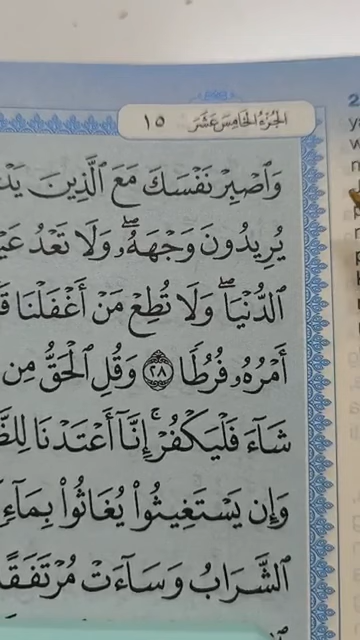 الجزء الخامس عشر ١٥
وَٱصۡبِرۡ نَفۡسَكَ مَعَ ٱلَّذِينَ
يُرِيدُونَ وَجۡهَهُۥۖ وَلَا تَعۡدُ
ٱلدُّنۡيَاۖ وَلَا تُطِعۡ مَنۡ أَغۡفَلۡنَا
أَمۡرُهُۥ فُرُطٗا ٢٨ وَقُلِ ٱلۡحَقُّ مِن
شَآءَ فَلۡيَكۡفُرۡۚ إِنَّآ أَعۡتَدۡنَا
وَإِن يَسۡتَغِيثُواْ يُغَاثُواْ بِمَآءٖ
ٱلشَّرَابُ وَسَآءَتۡ مُرۡتَفَقًا